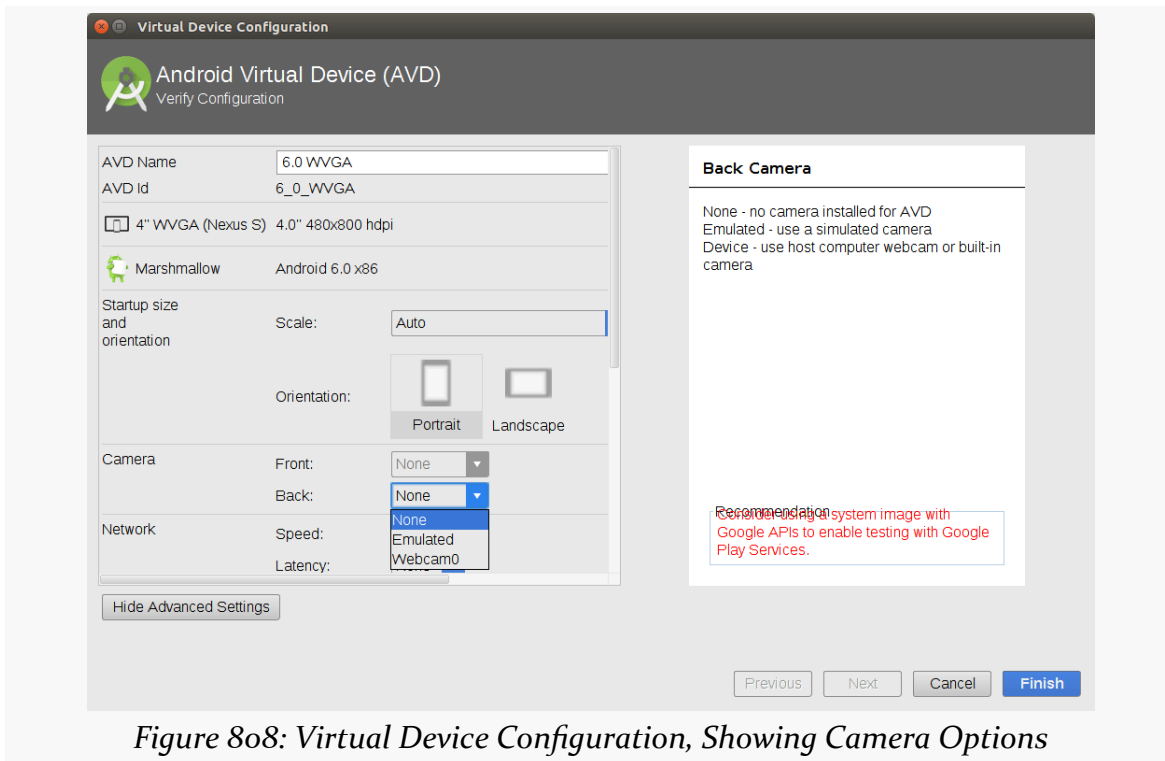 Virtual Device Configuration
Android Virtual Device (AVD)
Verify Configuration
AVD Name 6.0 WVGA
AVD Id 6_0_WVGA
4" WVGA (Nexus S) 4.0" 480x800 hdpi
Marshmallow Android 6.0 x86
Startup size
and
orientation
Scale: Auto
Orientation:
Portrait Landscape
Camera Front: None
Back: None
None
Emulated
Webcam0
Network Speed:
Latency:
Hide Advanced Settings
Back Camera
None - no camera installed for AVD
Emulated - use a simulated camera
Device - use host computer webcam or built-in
camera
Recommendation
Consider using a system image with
Google APIs to enable testing with Google
Play Services.
Previous Next Cancel Finish
Figure 808: Virtual Device Configuration, Showing Camera Options